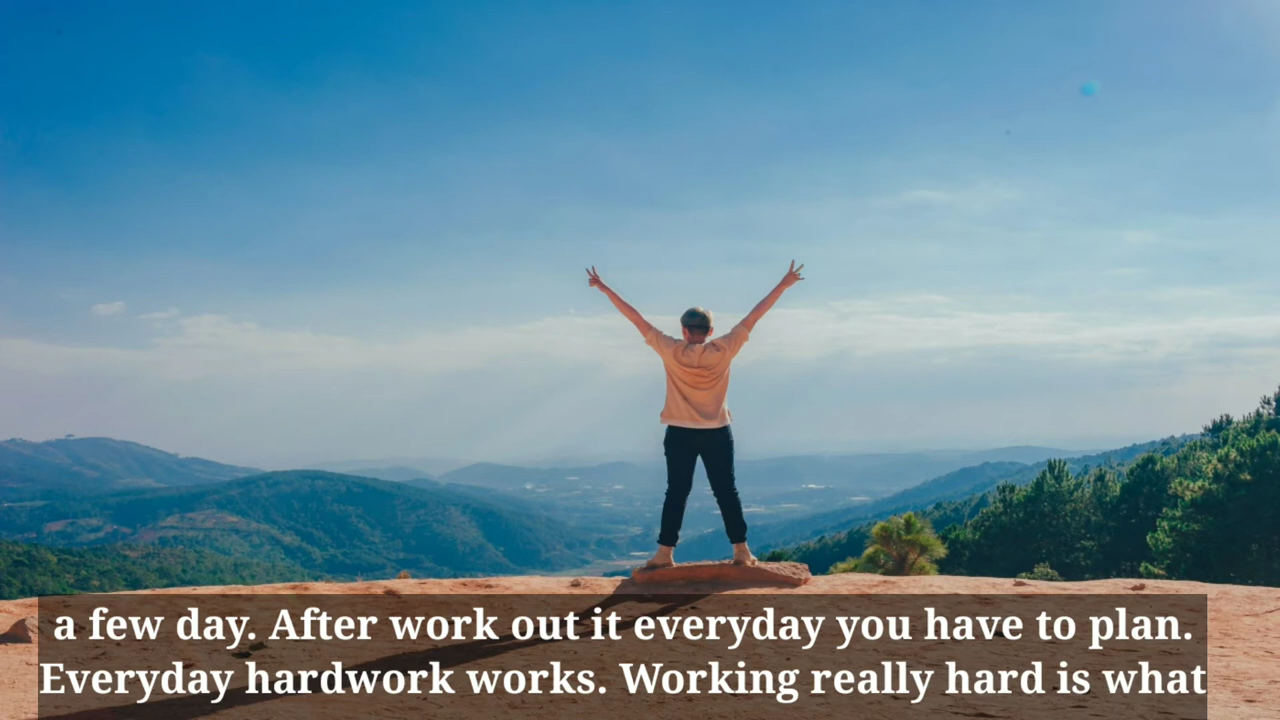 a few day. After work out it everyday you have to plan.
Everyday hardwork works. Working really hard is what